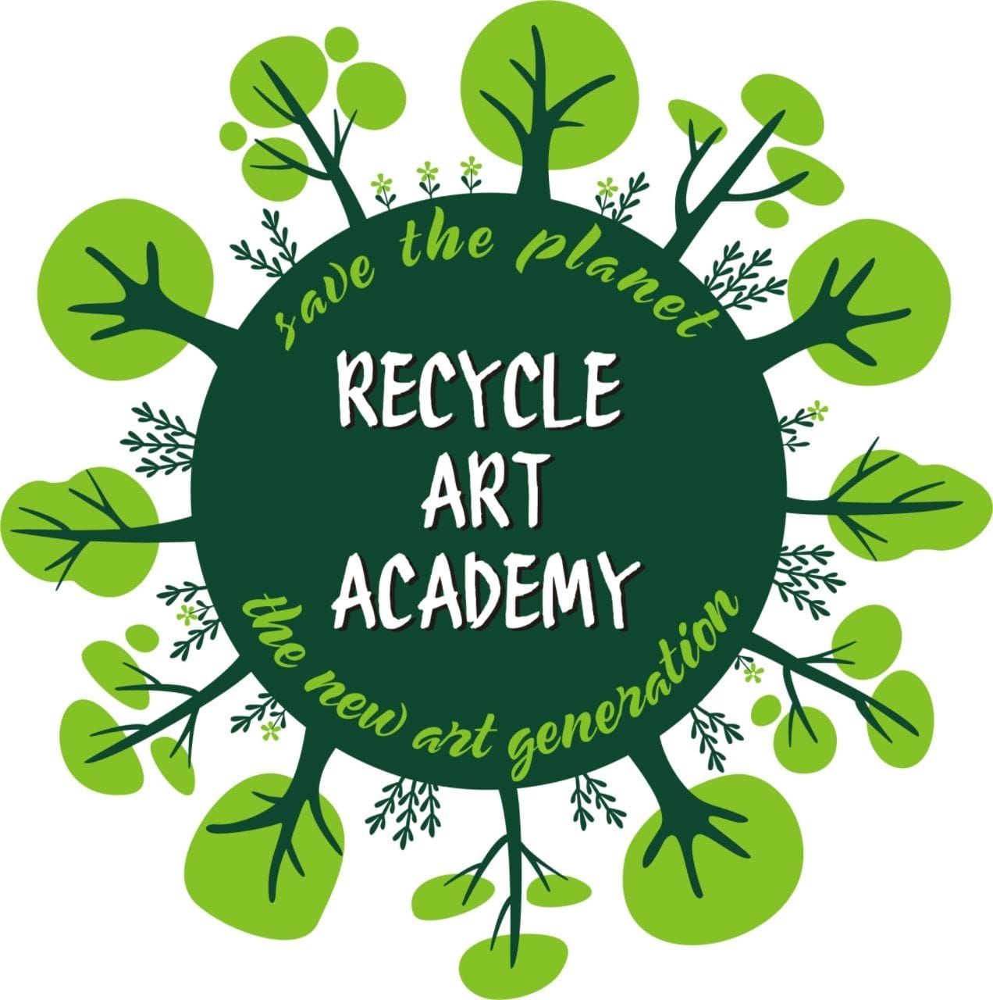 save the planet
RECYCLE
ART
ACADEMY
the new art generation